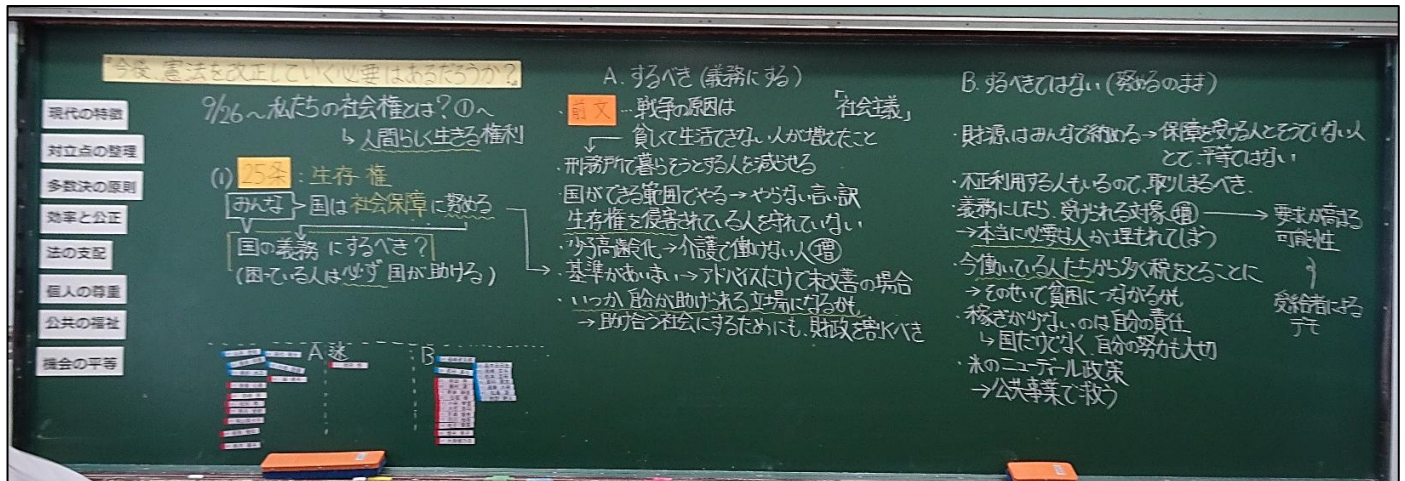 『今後、憲法を改正していく必要はあるだろうか?』
現代の特徴
対立点の整理
多数決の原則
効率と公正
法の支配
個人の尊重
公共の福祉
機会の平等
9/26～私たちの社会権とは?①～
↳人間らしく生きる権利
(1) 25条:生存権
みんな 国は社会保障に努める
国の義務にするべき?
(困っている人は必ず国が助ける)
A 迷 B
A. するべき(義務にする)
・前文…戦争の原因は 「社会主義」
貧しくて生活できない人が増えたこと
・刑務所で暮らそうとする人を減らせる
・国ができる範囲でやる→やらない言い訳
生存権を侵害されている人を守れていない
・少子高齢化→介護で働けない人増
・基準があいまい→アドバイスだけで未改善の場合
・いつか自分が助けられる立場になるかも
→助け合う社会にするためにも、財政を割くべき
B. するべきではない(努めるのまま)
・財源はみんなで納める→保障を受ける人とそうでない人
とで、平等ではない
・不正利用する人もいるので、取りしまるべき.
・義務にしたら、受けられる対象増→要求が高まる
可能性
→本当に必要な人が埋もれてしまう
受給者による
デモ
・今働いている人たちから多く税をとることに
→そのせいで貧困につながるかも
・稼ぎが少ないのは自分の責任
↳国だけでなく、自分の努力も大切
・米のニューディール政策
→公共事業で救う